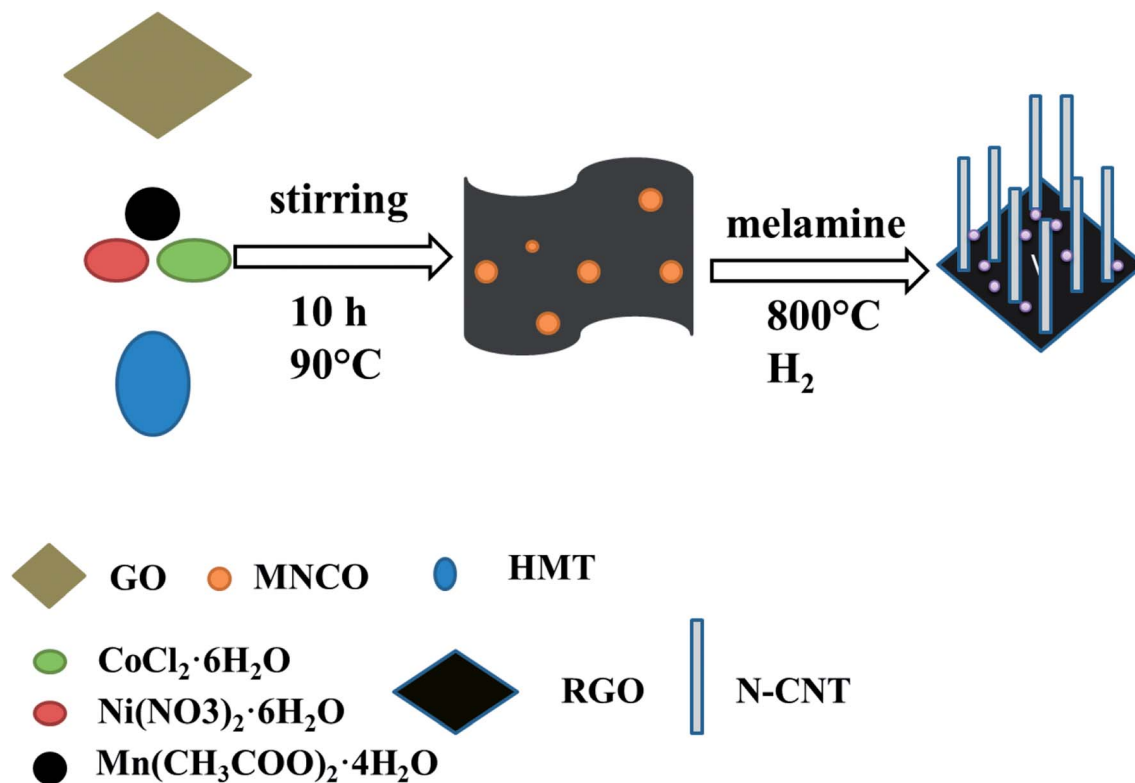 stirring
10 h
90°C
melamine
800°C
H₂
GO
MNCO
HMT
CoCl₂·6H₂O
Ni(NO3)₂·6H₂O
Mn(CH₃COO)₂·4H₂O
RGO
N-CNT